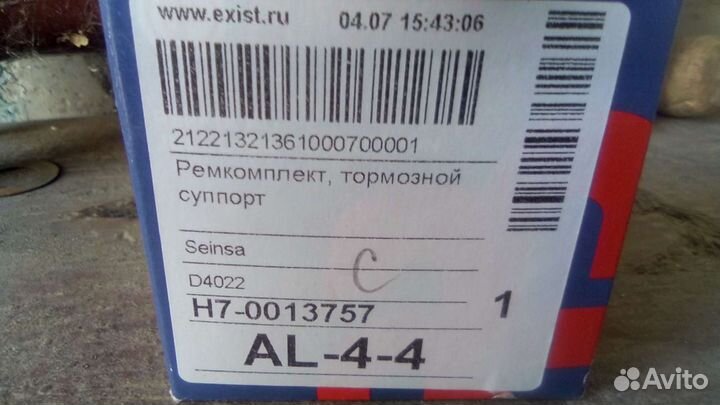 www.exist.ru 04.07 15:43:06
21221321361000700001
Ремкомплект, тормозной
суппорт
Seinsa
C
D4022
H7-0013757
1
AL-4-4
Avito